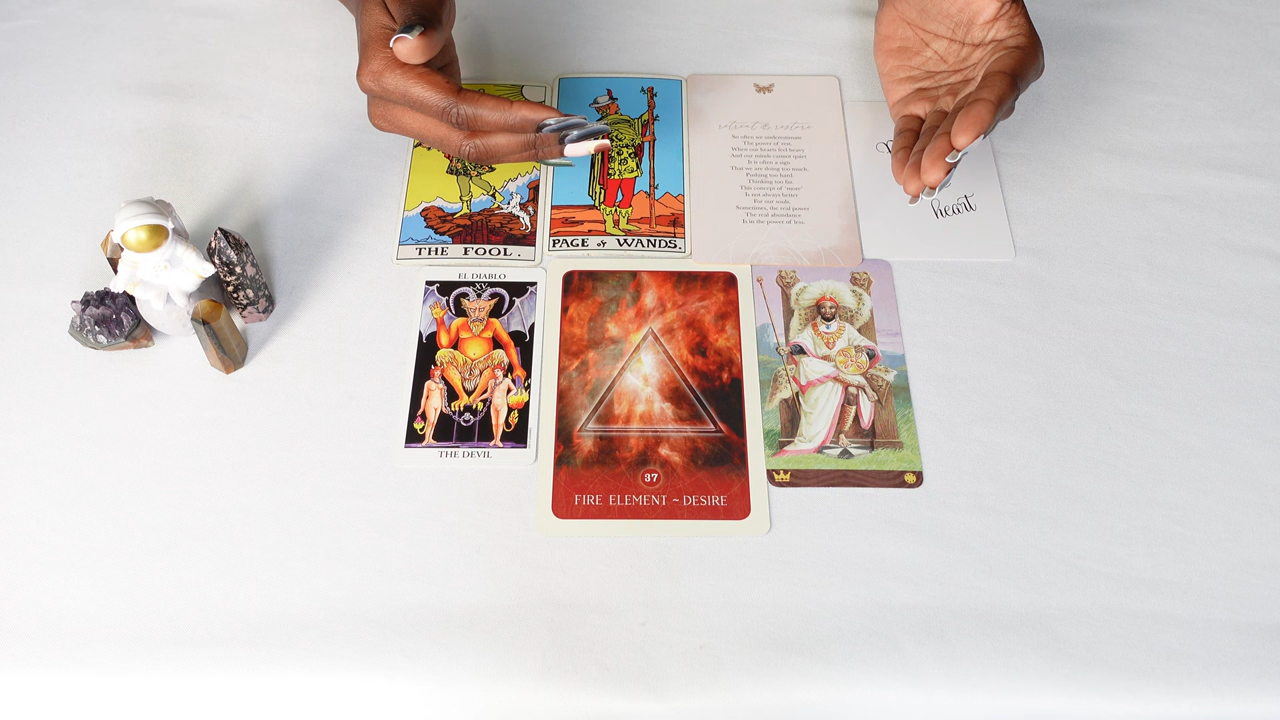 THE FOOL.
PAGE of WANDS.
retreat & restore
So often we underestimate
The power of rest.
When our hearts feel heavy
And our minds cannot quiet
It is often a sign
That we are doing too much.
Pushing too hard.
Thinking too far.
This concept of 'more'
Is not always better
For our souls.
Sometimes, the real power
The real abundance
Is in the power of less.
heart
EL DIABLO
XV
THE DEVIL
37
FIRE ELEMENT ~ DESIRE